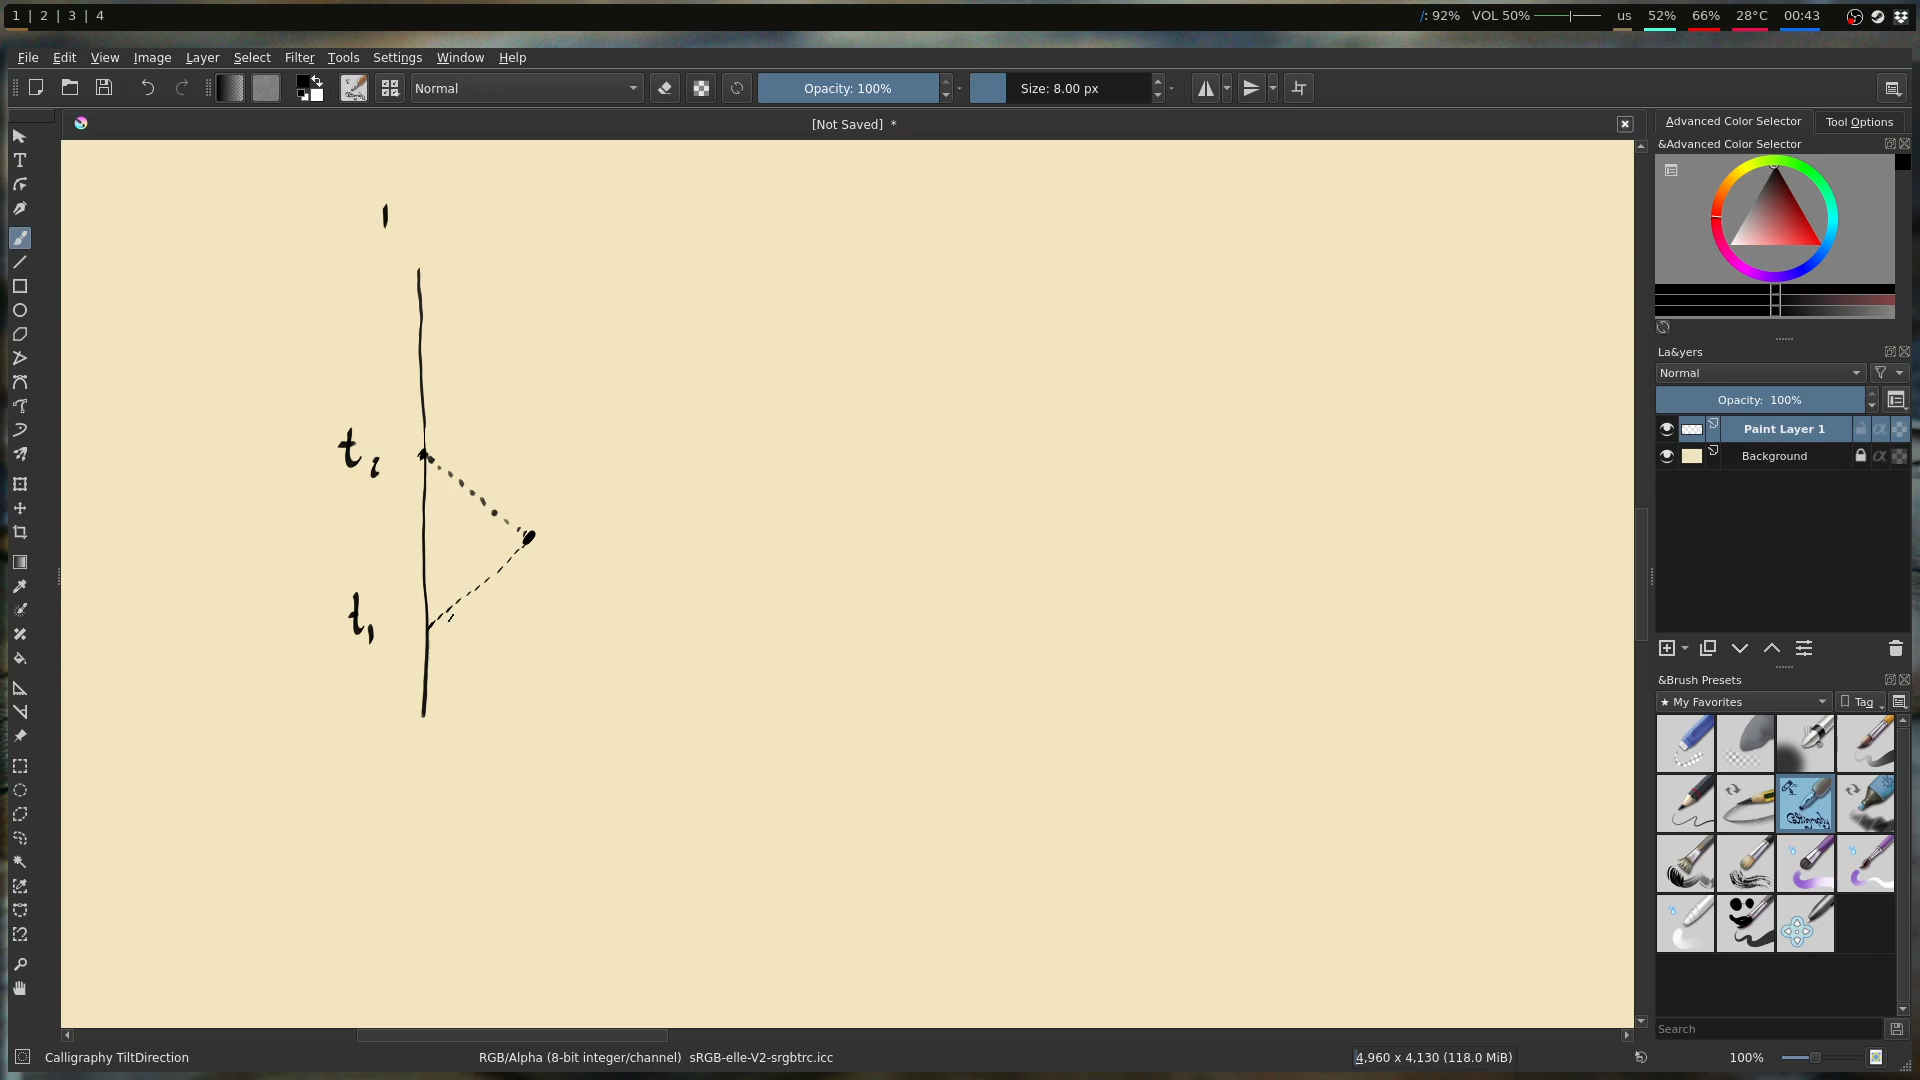 1 | 2 | 3 | 4 /: 92% VOL 50% us 52% 66% 28°C 00:43
File Edit View Image Layer Select Filter Tools Settings Window Help
Normal Opacity: 100% Size: 8.00 px
[Not Saved] *
Advanced Color Selector Tool Options
&Advanced Color Selector
La&yers
Normal
Opacity: 100%
Paint Layer 1
Background
t₂
t₁
&Brush Presets
★ My Favorites Tag
Calligraphy
Search
Calligraphy TiltDirection RGB/Alpha (8-bit integer/channel) sRGB-elle-V2-srgbtrc.icc 4,960 x 4,130 (118.0 MiB) 100%